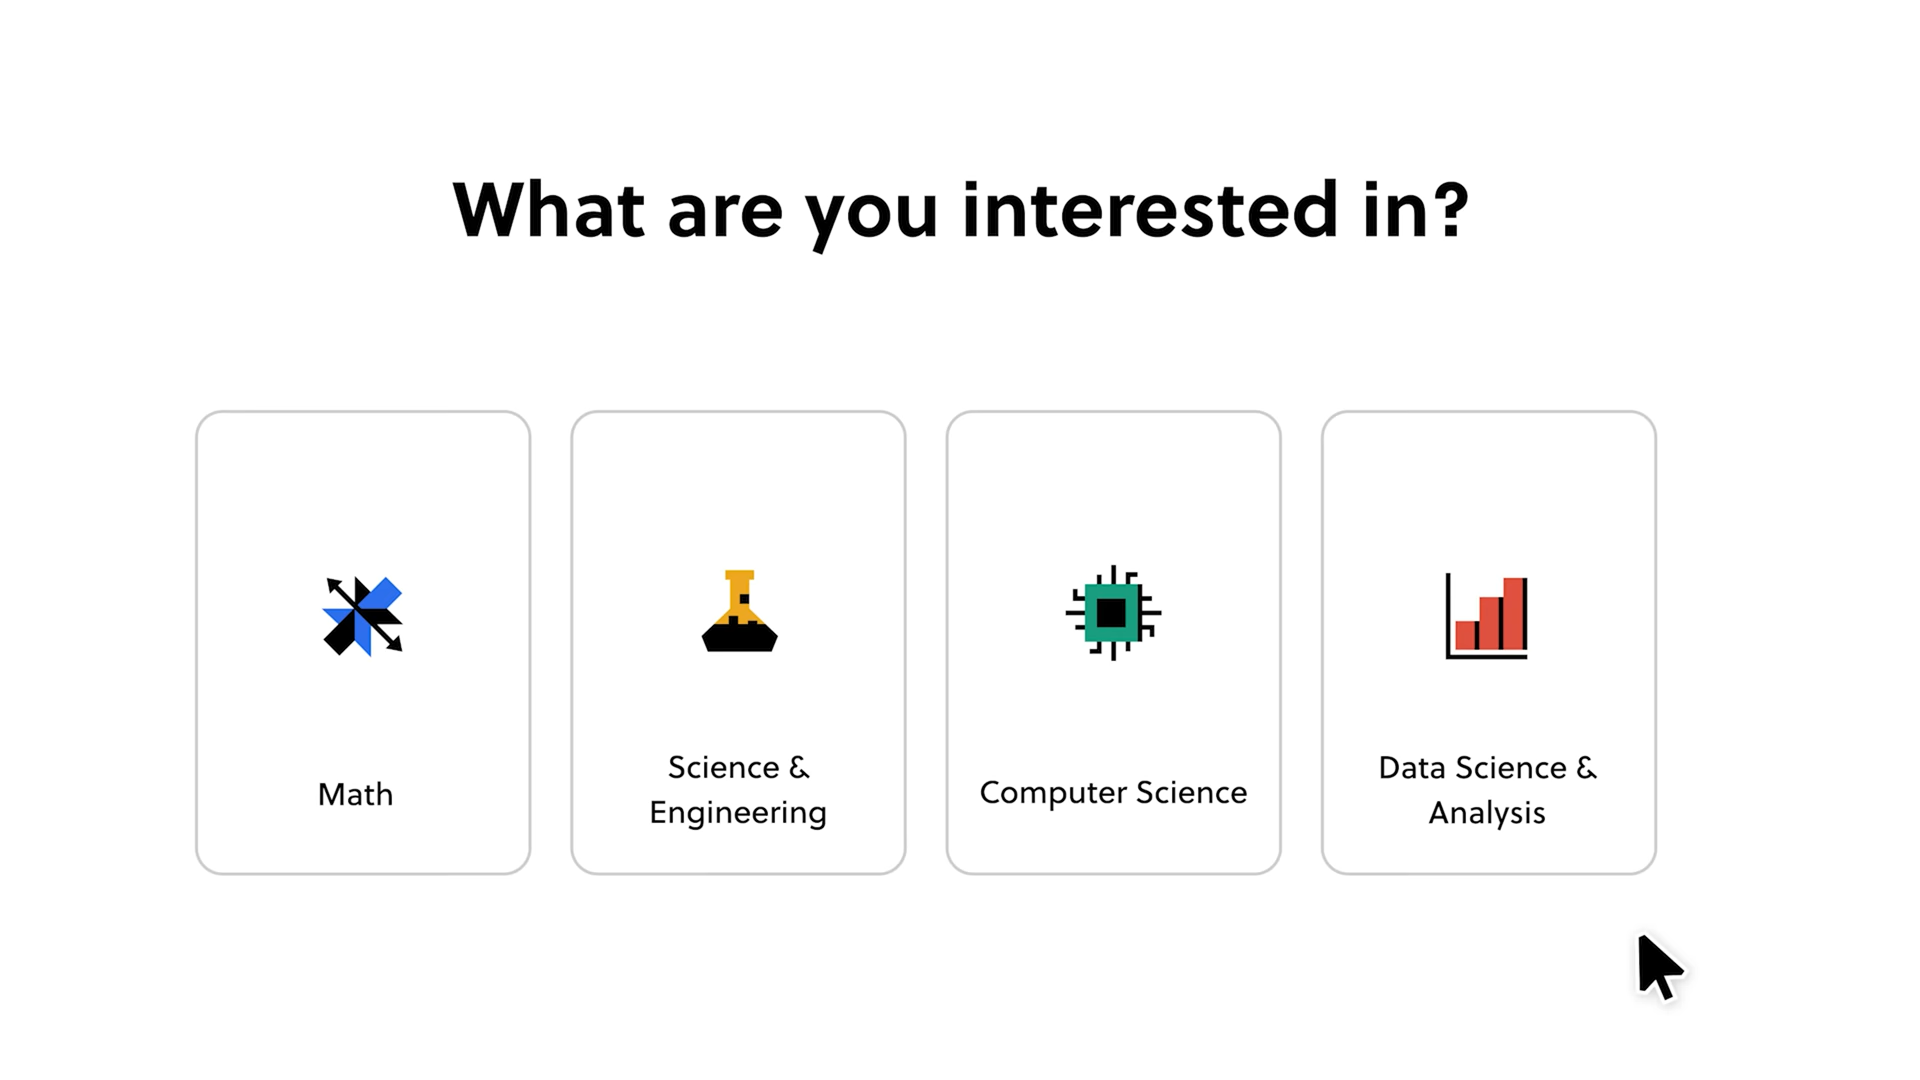 What are you interested in?
Math
Science &
Engineering
Computer Science
Data Science &
Analysis